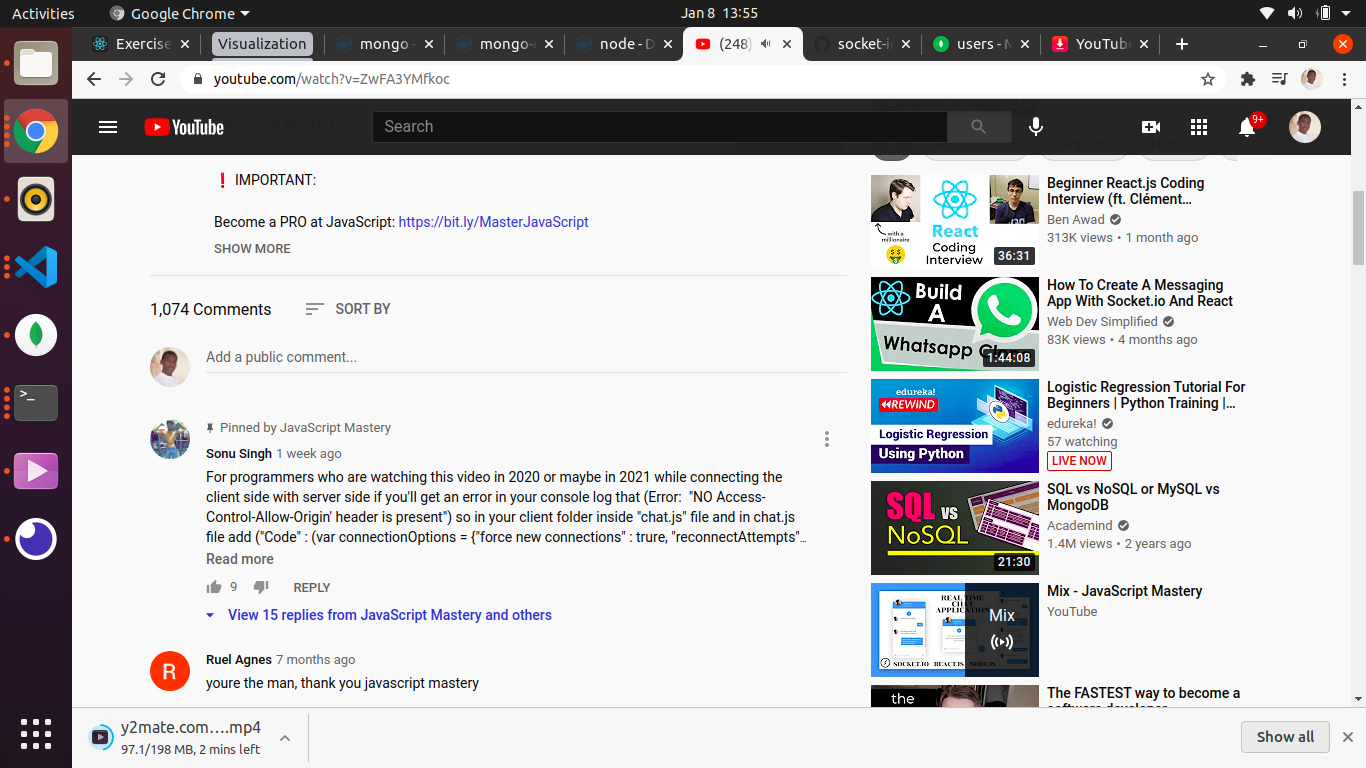 Activities
Google Chrome
Jan 8 13:55
Exercise
Visualization
mongo -
mongo-
node - D
(248)
socket-i
users - M
YouTube
youtube.com/watch?v=ZwFA3YMfkoc
YouTube
Search
9+
❗ IMPORTANT:
Become a PRO at JavaScript: https://bit.ly/MasterJavaScript
SHOW MORE
1,074 Comments
SORT BY
Add a public comment...
Pinned by JavaScript Mastery
Sonu Singh 1 week ago
For programmers who are watching this video in 2020 or maybe in 2021 while connecting the
client side with server side if you'll get an error in your console log that (Error: "NO Access-
Control-Allow-Origin' header is present") so in your client folder inside "chat.js" file and in chat.js
file add ("Code" : (var connectionOptions = {"force new connections" : trure, "reconnectAttempts"...
Read more
9
REPLY
View 15 replies from JavaScript Mastery and others
R
Ruel Agnes 7 months ago
youre the man, thank you javascript mastery
with a
millionaire
React
Coding
Interview
36:31
Beginner React.js Coding
Interview (ft. Clément...
Ben Awad
313K views • 1 month ago
Build
A
Whatsapp
1:44:08
How To Create A Messaging
App With Socket.io And React
Web Dev Simplified
83K views • 4 months ago
edureka!
REWIND
Logistic Regression
Using Python
Logistic Regression Tutorial For
Beginners | Python Training |...
edureka!
57 watching
LIVE NOW
SQL vs
NoSQL
21:30
SQL vs NoSQL or MySQL vs
MongoDB
Academind
1.4M views • 2 years ago
REAL TIME
CHAT
APPLICATION
SOCKET.IO REACT.JS NODE.JS
Mix
Mix - JavaScript Mastery
YouTube
the
The FASTEST way to become a
software developer
y2mate.com….mp4
97.1/198 MB, 2 mins left
Show all